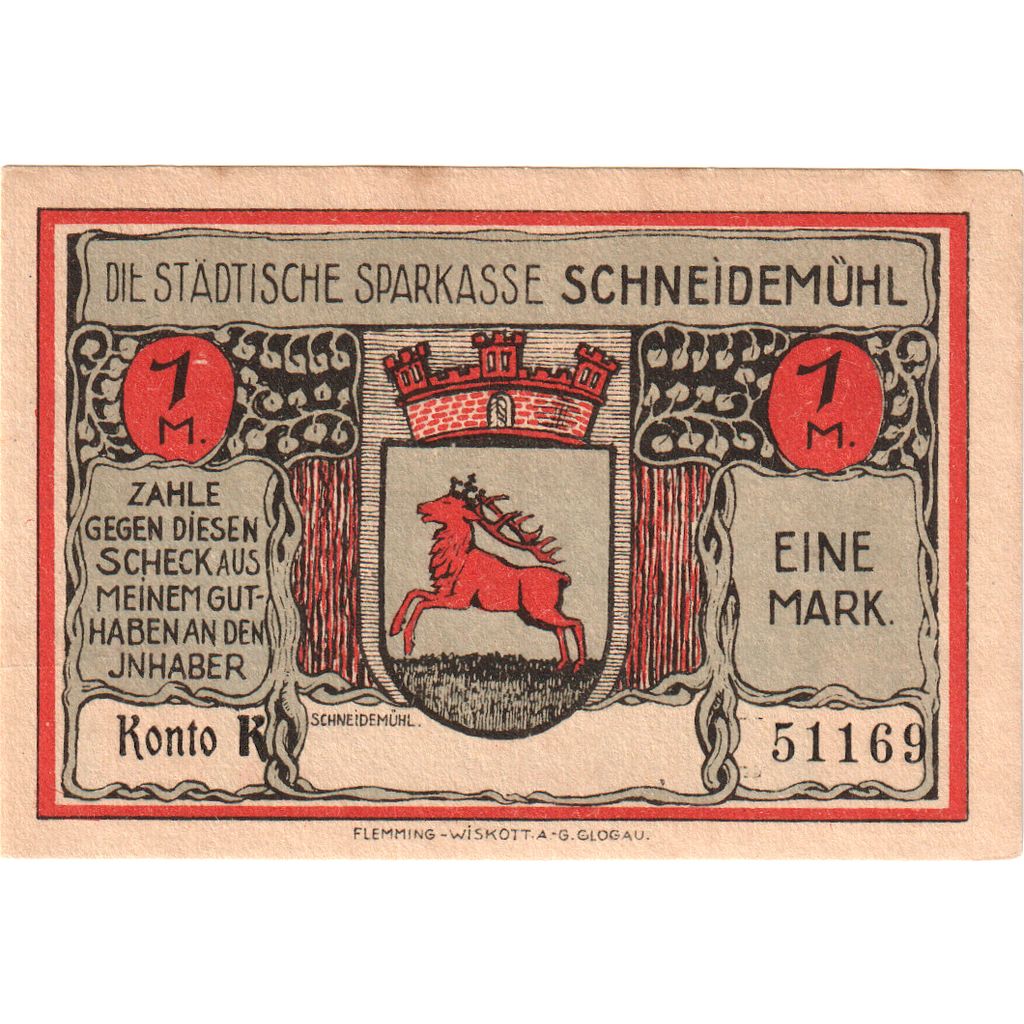 DIE STÄDTISCHE SPARKASSE SCHNEIDEMÜHL
1
M.
1
M.
ZAHLE
GEGEN DIESEN
SCHECK AUS
MEINEM GUT-
HABEN AN DEN
JNHABER
EINE
MARK.
Konto K
SCHNEIDEMÜHL.
51169
FLEMMING-WISKOTT.A-G.GLOGAU.